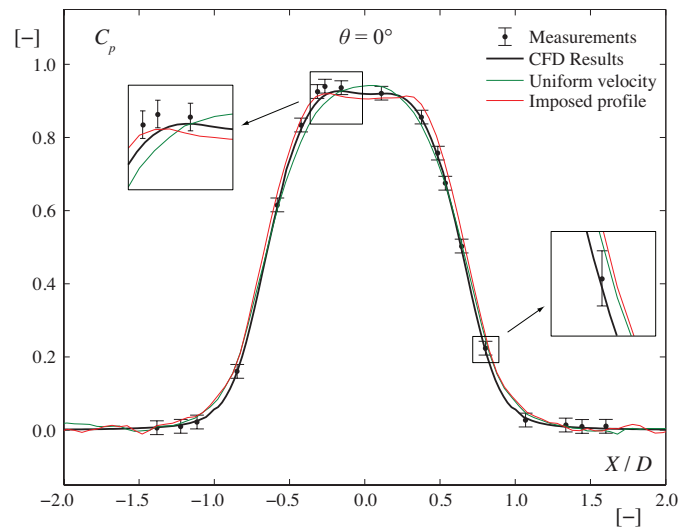 [−] C_p θ = 0°
Measurements
CFD Results
Uniform velocity
Imposed profile
1.0
0.8
0.6
0.4
0.2
0.0
X / D
−2.0 −1.5 −1.0 −0.5 0.0 0.5 1.0 1.5 2.0
[−]